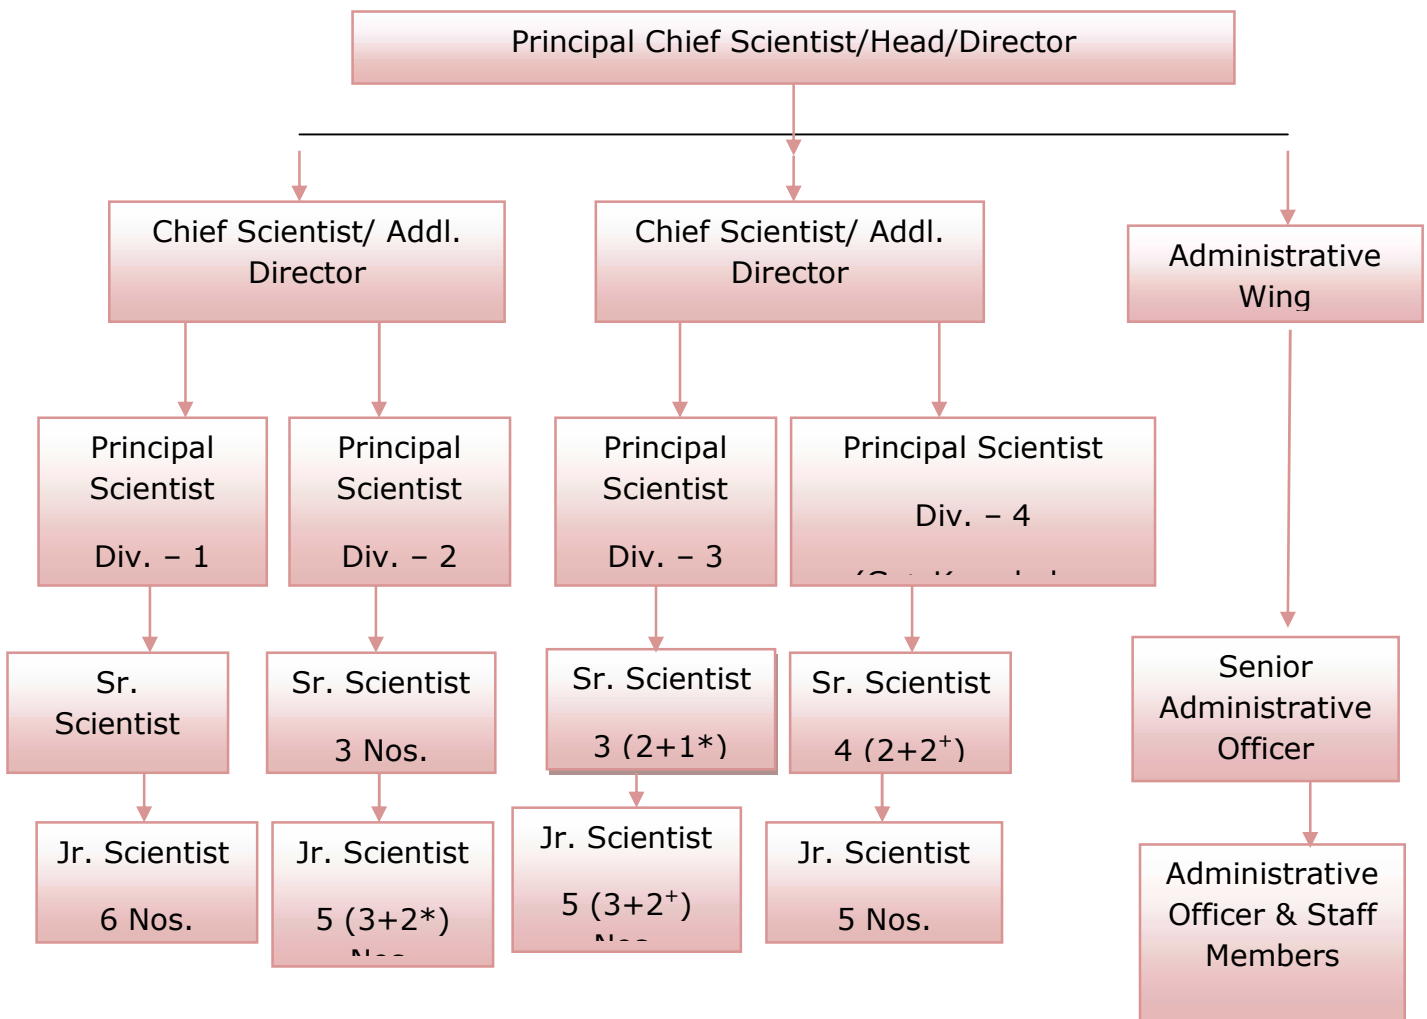 Principal Chief Scientist/Head/Director
Chief Scientist/ Addl.
Director
Chief Scientist/ Addl.
Director
Administrative
Wing
Principal
Scientist
Div. – 1
Principal
Scientist
Div. – 2
Principal
Scientist
Div. – 3
Principal Scientist
Div. – 4
Sr.
Scientist
Sr. Scientist
3 Nos.
Sr. Scientist
3 (2+1*)
Sr. Scientist
4 (2+2⁺)
Senior
Administrative
Officer
Jr. Scientist
6 Nos.
Jr. Scientist
5 (3+2*)
Jr. Scientist
5 (3+2⁺)
Jr. Scientist
5 Nos.
Administrative
Officer & Staff
Members